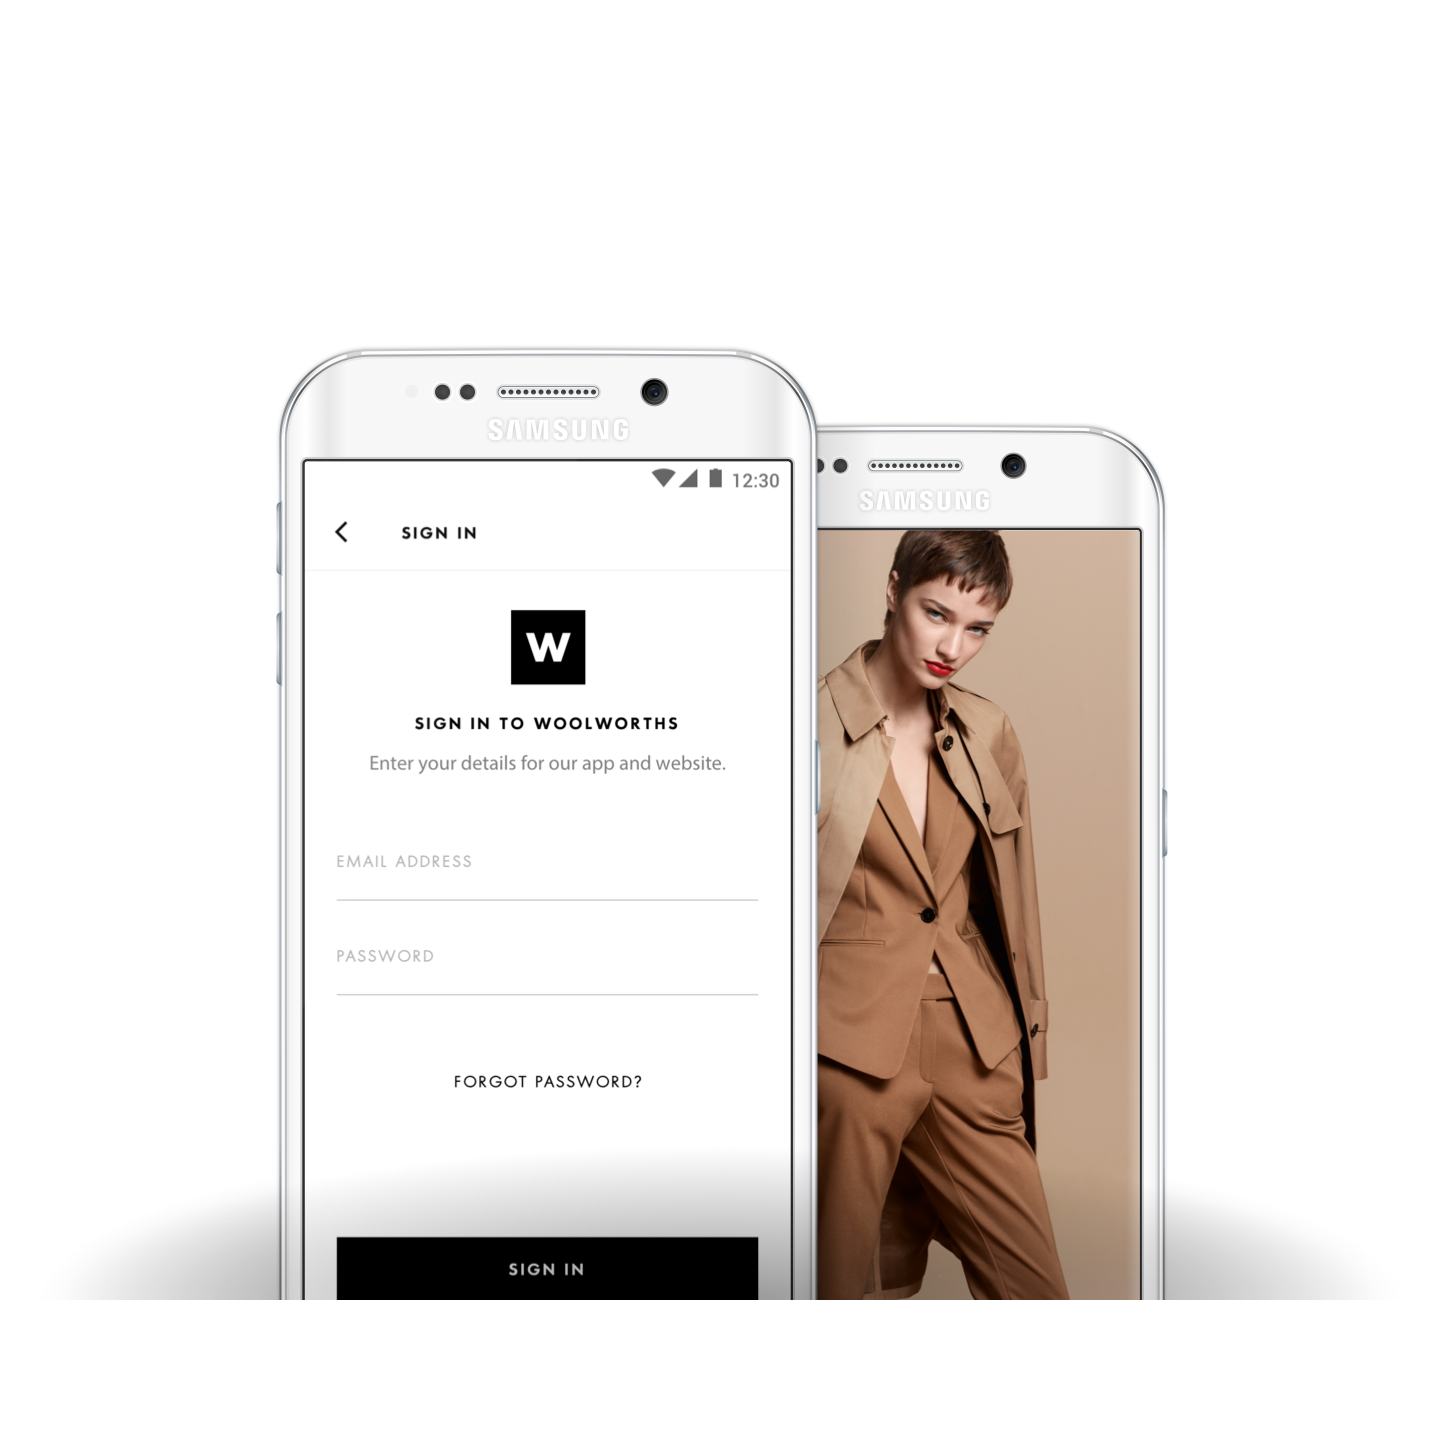 SAMSUNG
12:30
SIGN IN
W
SIGN IN TO WOOLWORTHS
Enter your details for our app and website.
EMAIL ADDRESS
PASSWORD
FORGOT PASSWORD?
SIGN IN
SAMSUNG